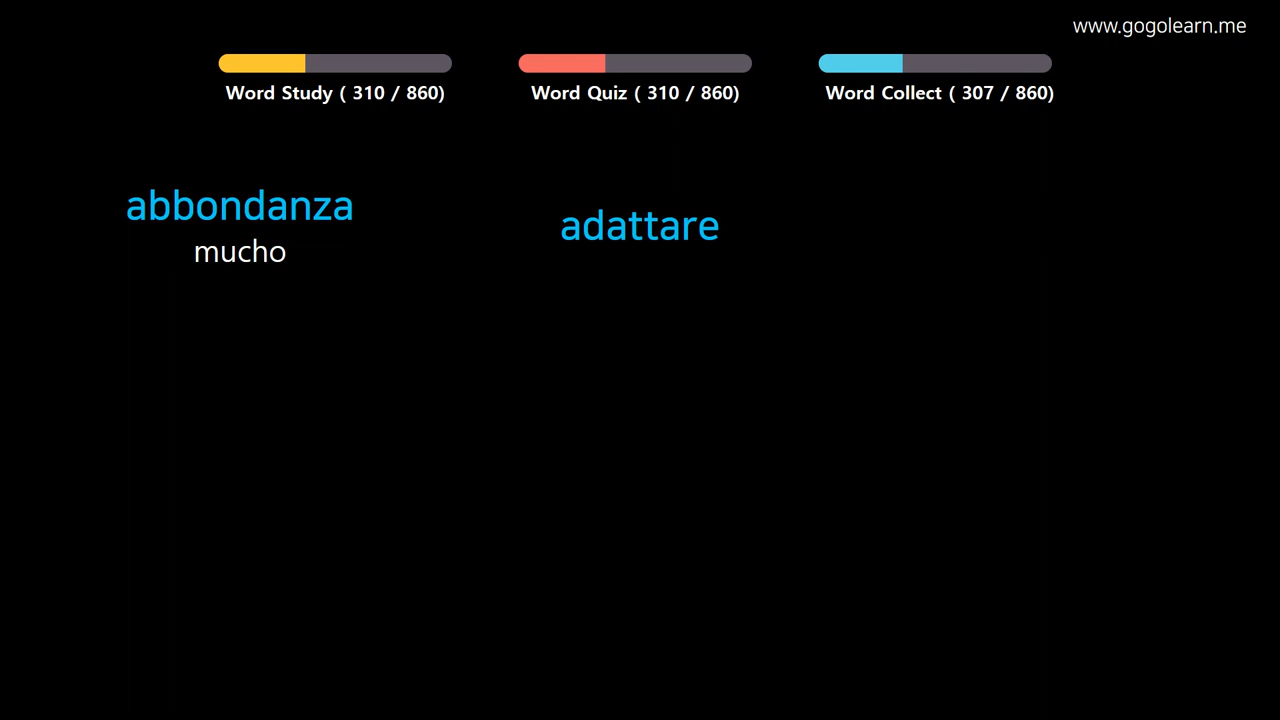 www.gogolearn.me
Word Study ( 310 / 860)
Word Quiz ( 310 / 860)
Word Collect ( 307 / 860)
abbondanza
mucho
adattare